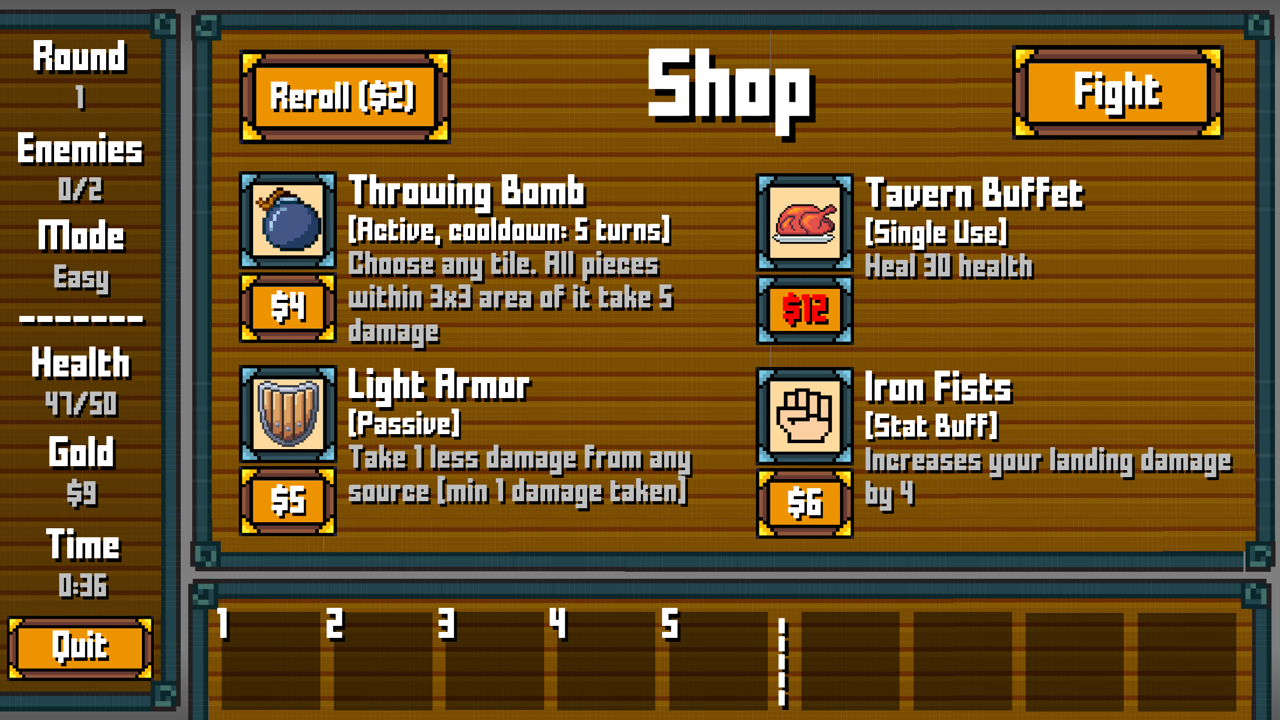 Round
1
Enemies
0/2
Mode
Easy
-------
Health
47/50
Gold
$9
Time
0:36
Quit
Reroll ($2)
Shop
Fight
Throwing Bomb
[Active, cooldown: 5 turns]
Choose any tile. All pieces
within 3x3 area of it take 5
damage
$4
Tavern Buffet
[Single Use]
Heal 30 health
$12
Light Armor
[Passive]
Take 1 less damage from any
source [min 1 damage taken]
$5
Iron Fists
[Stat Buff]
Increases your landing damage
by 4
$6
1 2 3 4 5